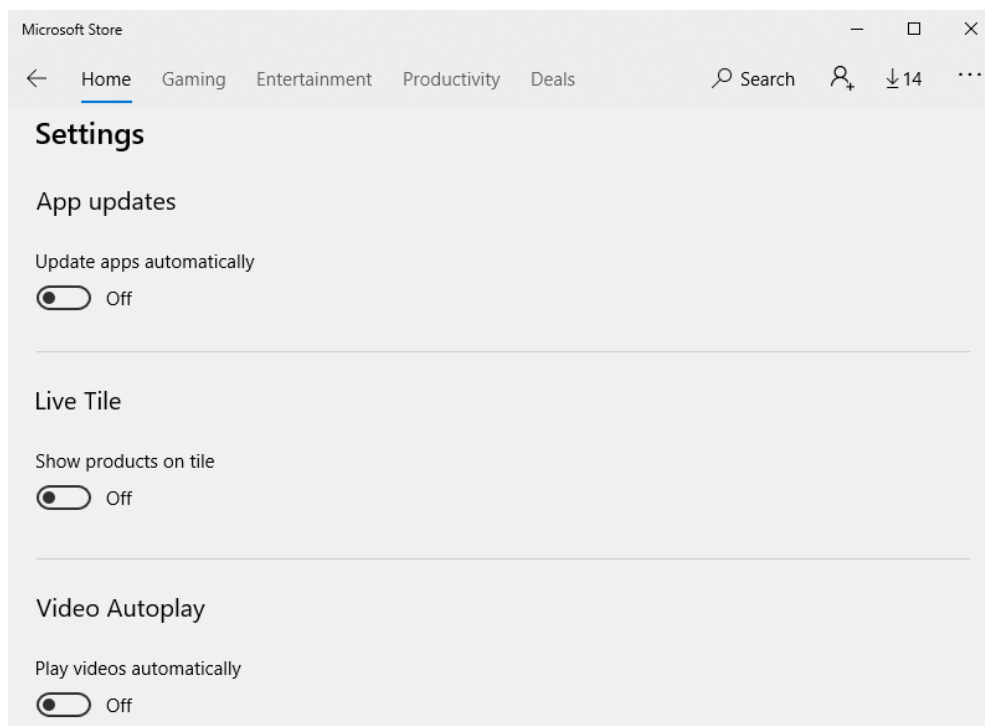 Microsoft Store
Home Gaming Entertainment Productivity Deals Search 14 ...
Settings
App updates
Update apps automatically
Off
Live Tile
Show products on tile
Off
Video Autoplay
Play videos automatically
Off